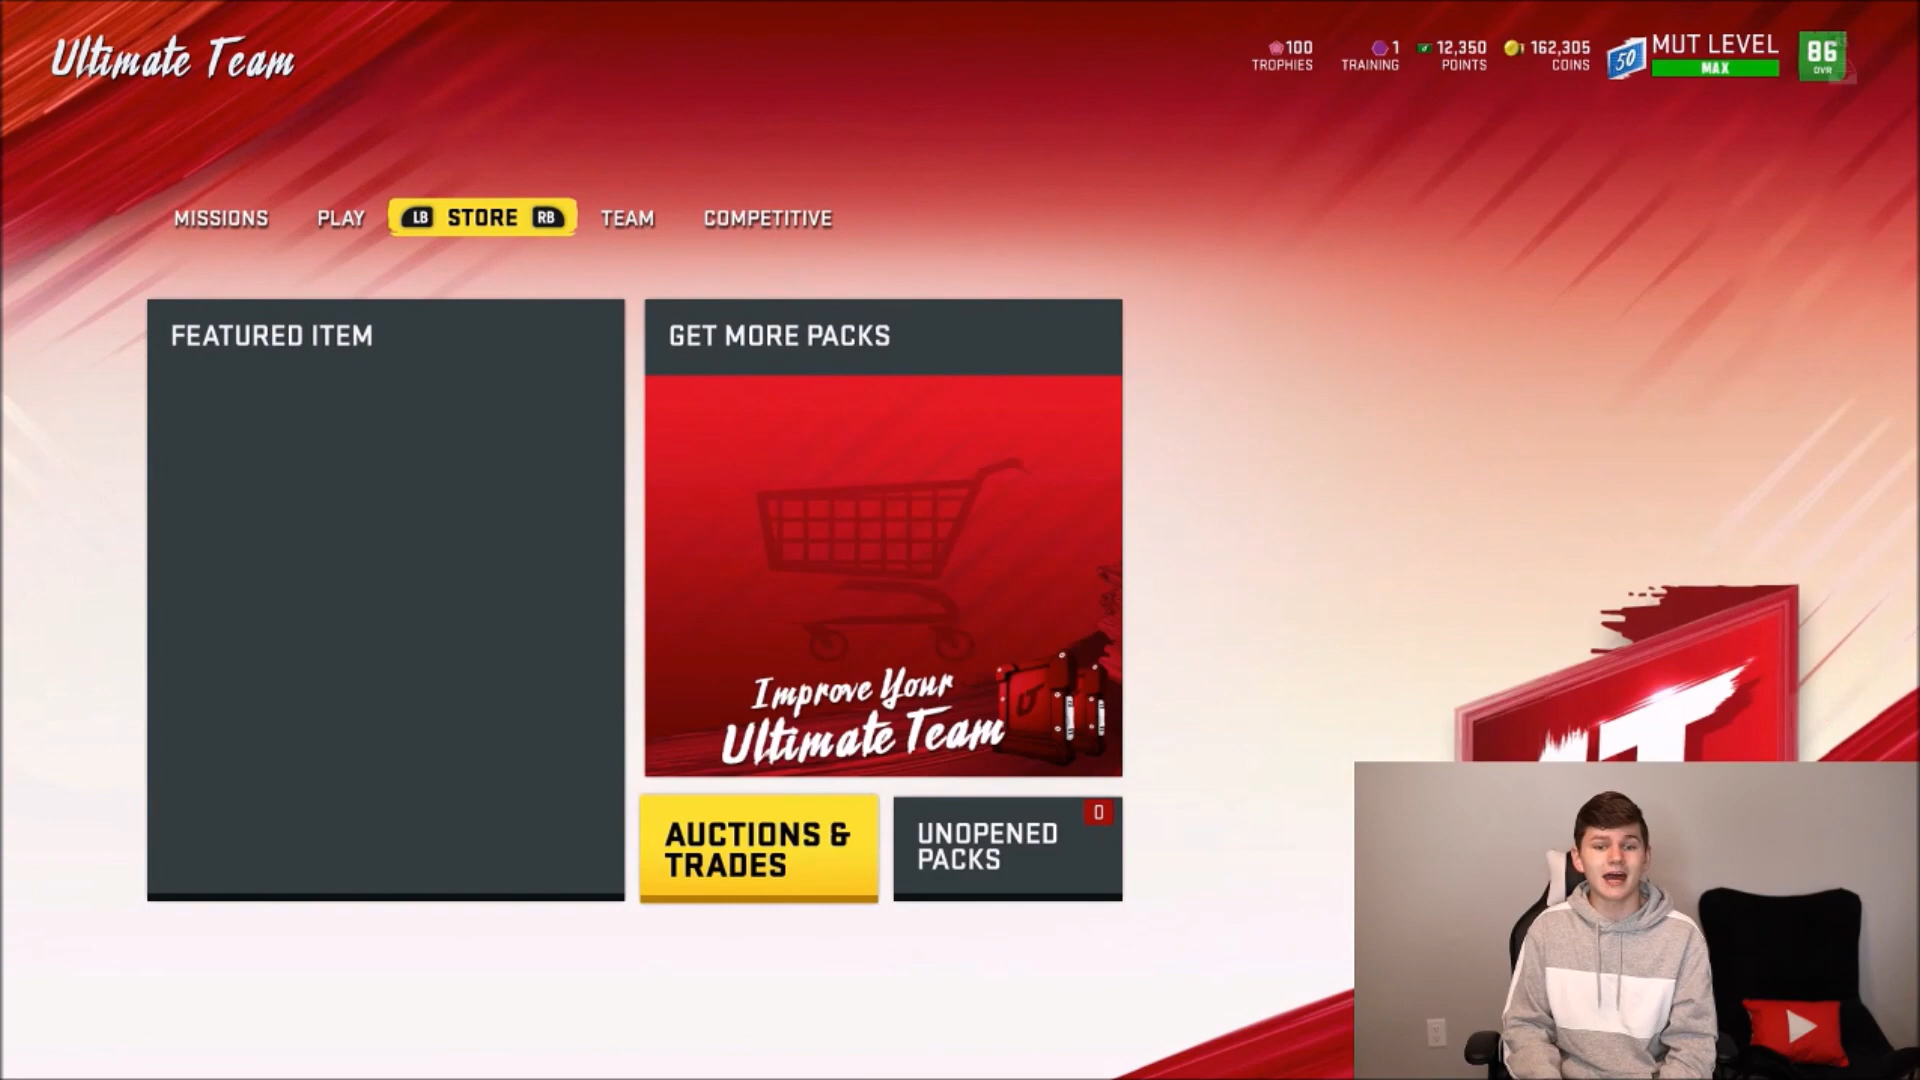 Ultimate Team
100
TROPHIES
1
TRAINING
12,350
POINTS
162,305
COINS
50
MUT LEVEL
MAX
86
OVR
MISSIONS
PLAY
LB STORE RB
TEAM
COMPETITIVE
FEATURED ITEM
GET MORE PACKS
Improve Your
Ultimate Team
AUCTIONS &
TRADES
UNOPENED
PACKS
0